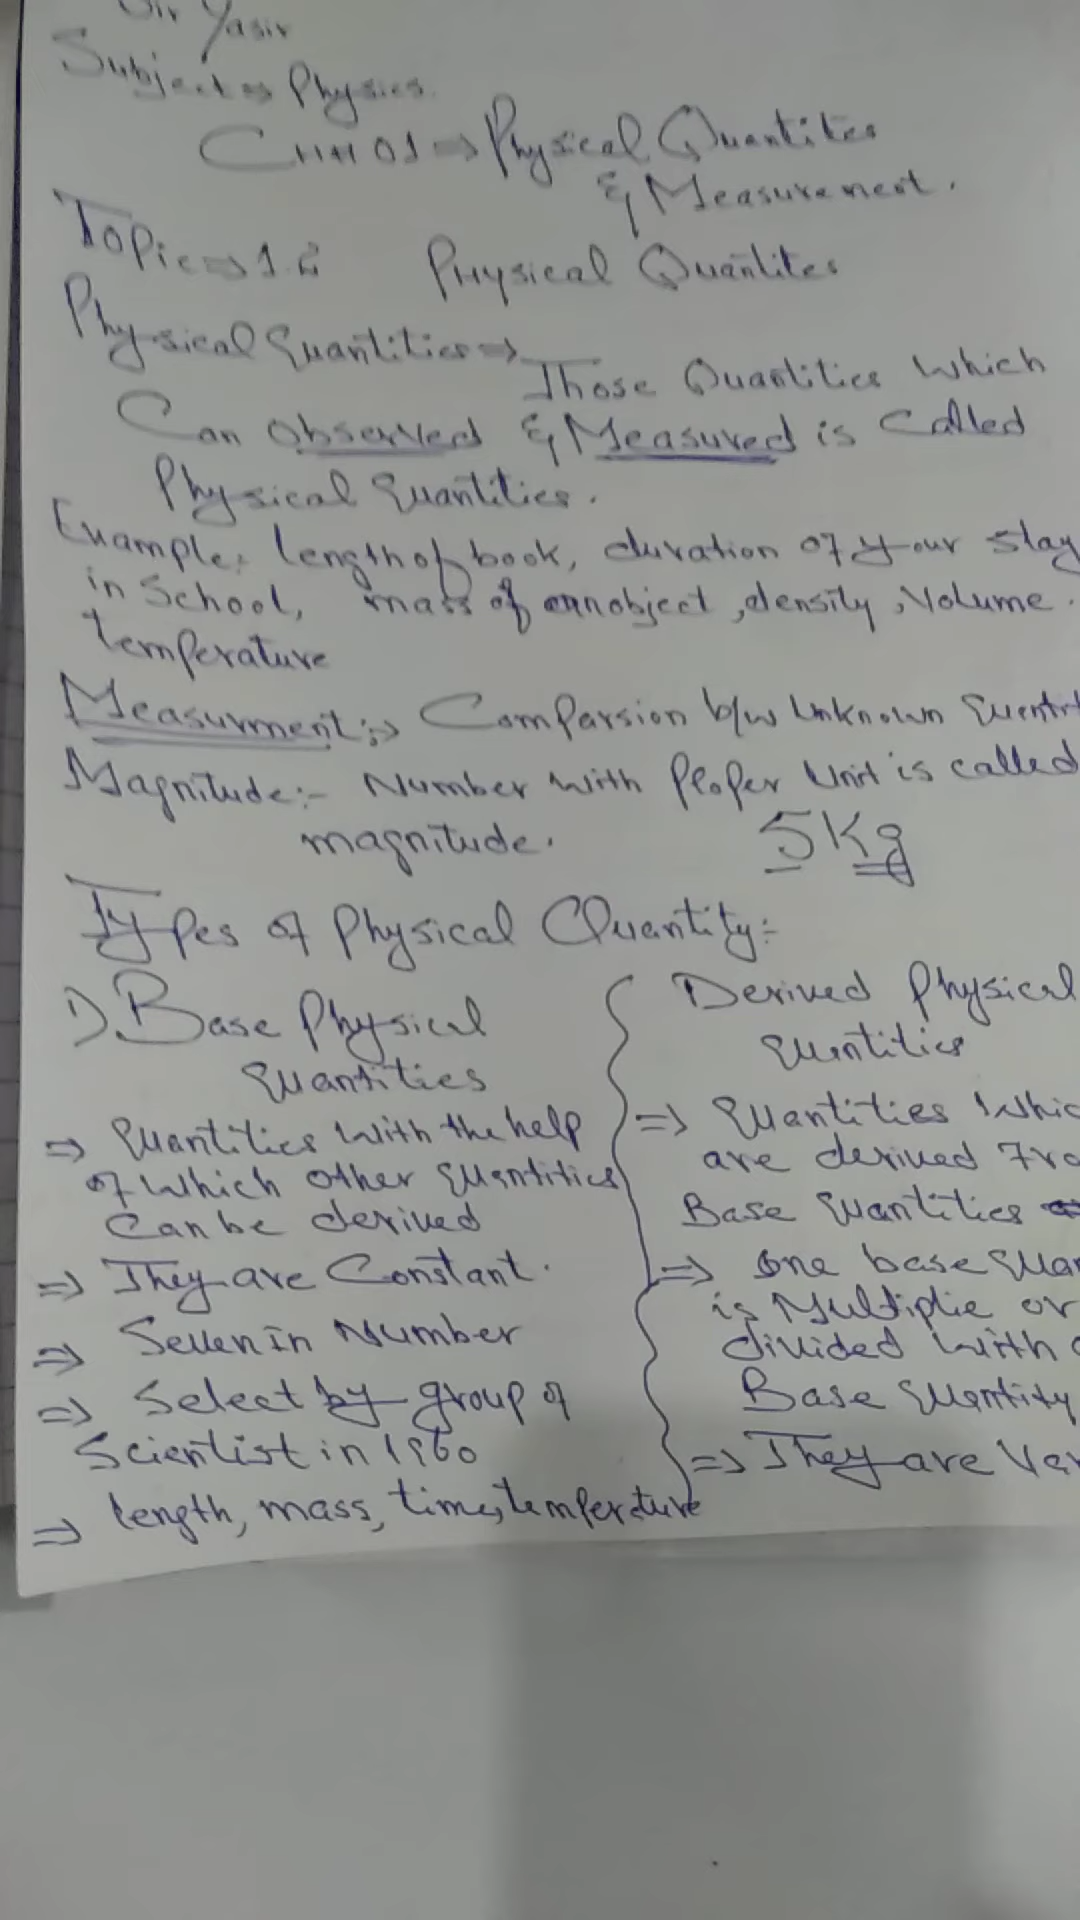 Sir Yasir
Subject => Physics
CHH 01 => Physical Quantites
& Measurement.
Topic => 1.2 Physical Quantites
Physical Quantities =>
Those Quantities which
Can Observed & Measured is Called
Physical Quantities.
Example: length of book, duration of your stay
in School, mass of an object, density, Volume.
temperature
Measurment :=> Comparsion b/w Unknown
Magnitude:- Number with Proper Unit is called
magnitude. 5Kg
Types of Physical Quantity:-
1) Base Physical
Quantities
=> Quantities with the help
of which other Quantities
Can be derived
=> They are Constant.
=> Seven in Number
=> Select by group of
Scientist in 1960
=> length, mass, time, temperature
Derived Physical
Quantities
=> Quantities
are derived
Base Quantities
=> One base
is Multiplie or
divided with
Base Quantity
=> They are